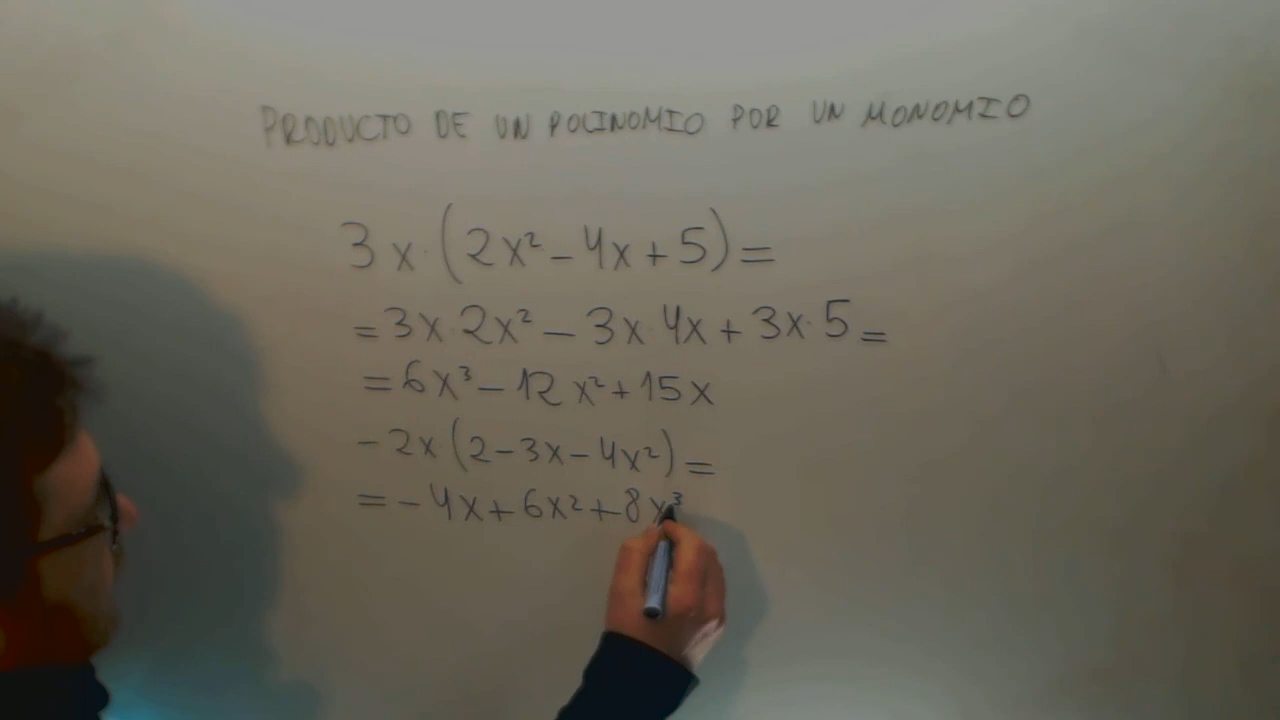 PRODUCTO DE UN POLINOMIO POR UN MONOMIO
3x·(2x²-4x+5)=
=3x·2x²-3x·4x+3x·5=
=6x³-12x²+15x
-2x(2-3x-4x²)=
=-4x+6x²+8x³